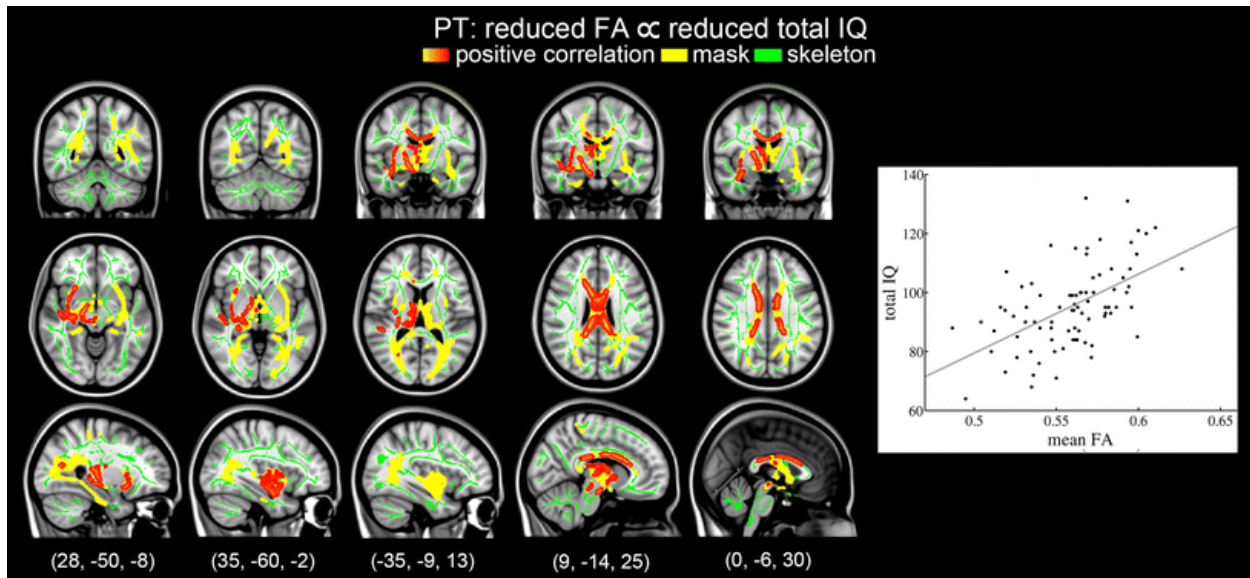 PT: reduced FA ∝ reduced total IQ
positive correlation mask skeleton
140
120
100
80
60
total IQ
0.5 0.55 0.6 0.65
mean FA
(28, -50, -8) (35, -60, -2) (-35, -9, 13) (9, -14, 25) (0, -6, 30)